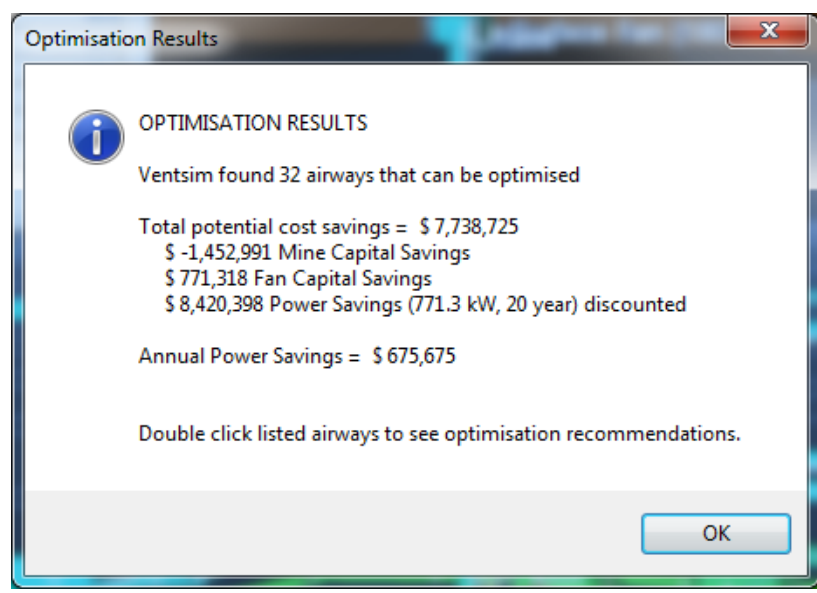 Optimisation Results
OPTIMISATION RESULTS
Ventsim found 32 airways that can be optimised
Total potential cost savings = $ 7,738,725
$ -1,452,991 Mine Capital Savings
$ 771,318 Fan Capital Savings
$ 8,420,398 Power Savings (771.3 kW, 20 year) discounted
Annual Power Savings = $ 675,675
Double click listed airways to see optimisation recommendations.
OK